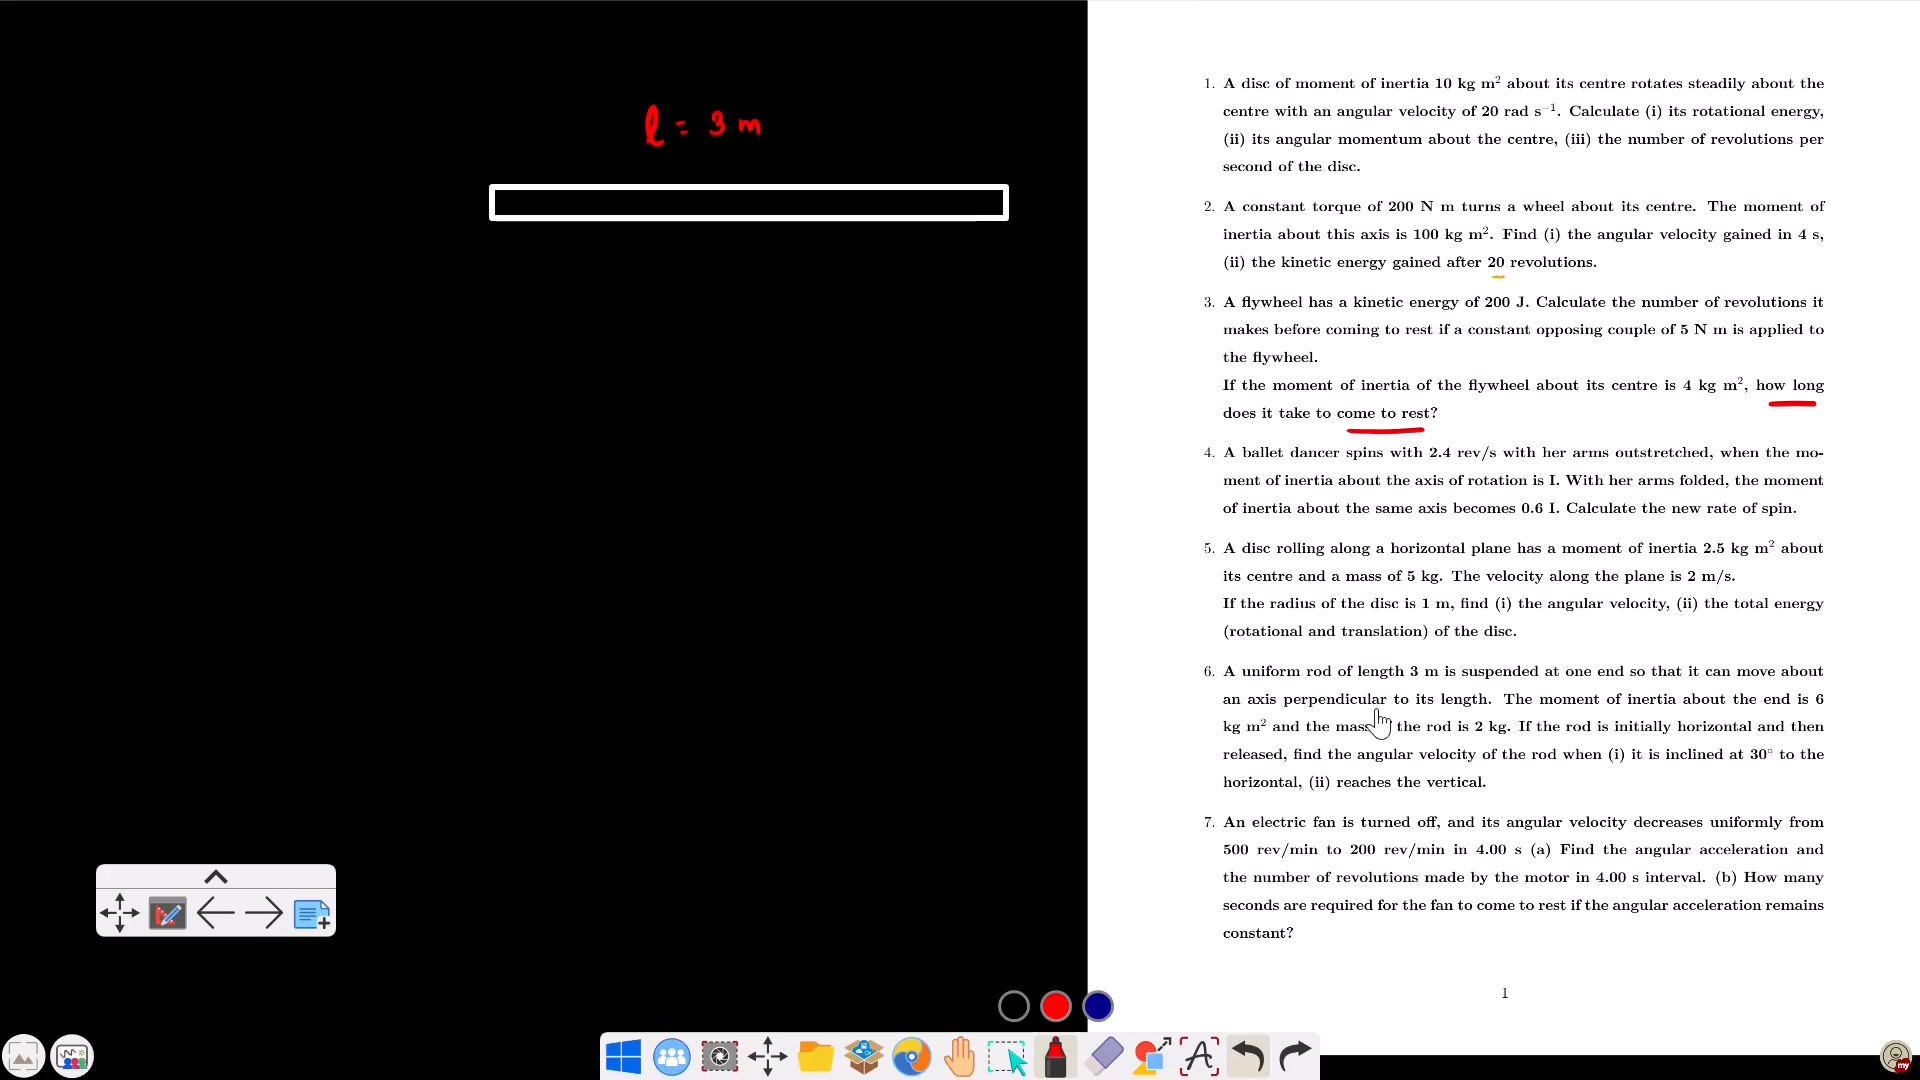 l = 3 m
1. A disc of moment of inertia 10 kg m² about its centre rotates steadily about the
centre with an angular velocity of 20 rad s⁻¹. Calculate (i) its rotational energy,
(ii) its angular momentum about the centre, (iii) the number of revolutions per
second of the disc.
2. A constant torque of 200 N m turns a wheel about its centre. The moment of
inertia about this axis is 100 kg m². Find (i) the angular velocity gained in 4 s,
(ii) the kinetic energy gained after 20 revolutions.
3. A flywheel has a kinetic energy of 200 J. Calculate the number of revolutions it
makes before coming to rest if a constant opposing couple of 5 N m is applied to
the flywheel.
If the moment of inertia of the flywheel about its centre is 4 kg m², how long
does it take to come to rest?
4. A ballet dancer spins with 2.4 rev/s with her arms outstretched, when the mo-
ment of inertia about the axis of rotation is I. With her arms folded, the moment
of inertia about the same axis becomes 0.6 I. Calculate the new rate of spin.
5. A disc rolling along a horizontal plane has a moment of inertia 2.5 kg m² about
its centre and a mass of 5 kg. The velocity along the plane is 2 m/s.
If the radius of the disc is 1 m, find (i) the angular velocity, (ii) the total energy
(rotational and translation) of the disc.
6. A uniform rod of length 3 m is suspended at one end so that it can move about
an axis perpendicular to its length. The moment of inertia about the end is 6
kg m² and the mass the rod is 2 kg. If the rod is initially horizontal and then
released, find the angular velocity of the rod when (i) it is inclined at 30° to the
horizontal, (ii) reaches the vertical.
7. An electric fan is turned off, and its angular velocity decreases uniformly from
500 rev/min to 200 rev/min in 4.00 s (a) Find the angular acceleration and
the number of revolutions made by the motor in 4.00 s interval. (b) How many
seconds are required for the fan to come to rest if the angular acceleration remains
constant?
1